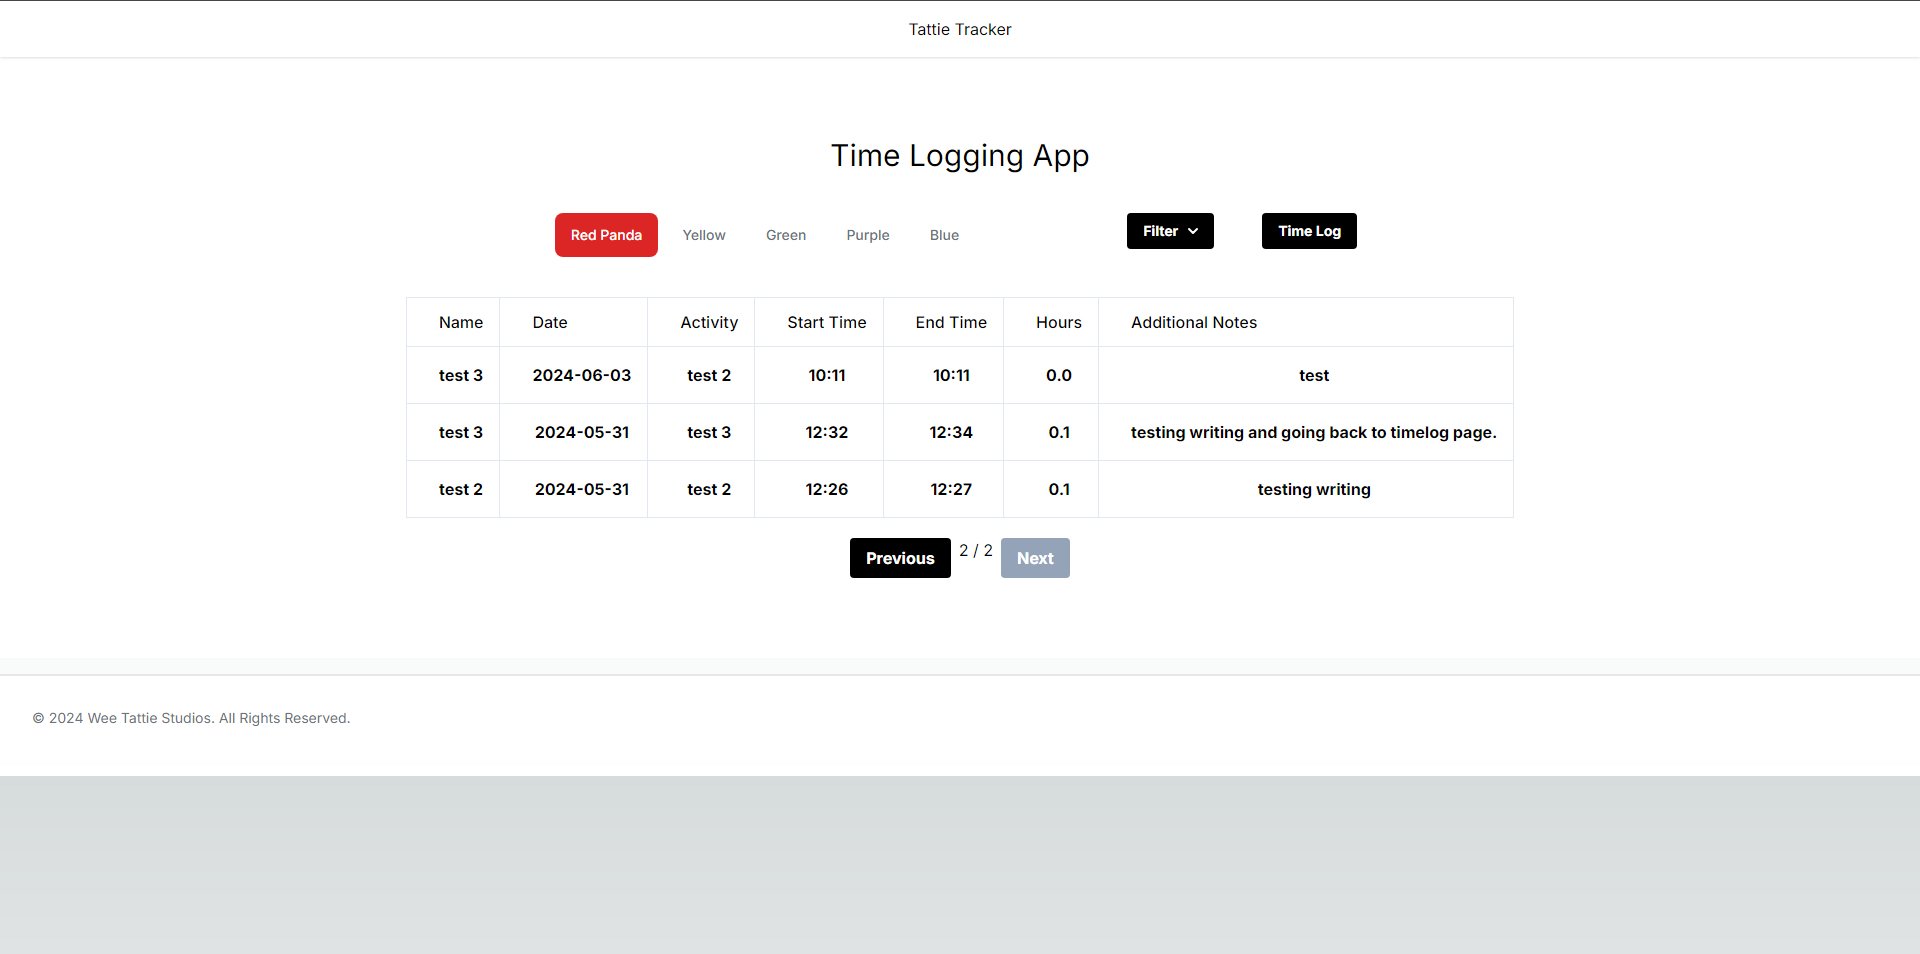 Tattie Tracker
Time Logging App
Red Panda Yellow Green Purple Blue Filter Time Log
Name Date Activity Start Time End Time Hours Additional Notes
test 3 2024-06-03 test 2 10:11 10:11 0.0 test
test 3 2024-05-31 test 3 12:32 12:34 0.1 testing writing and going back to timelog page.
test 2 2024-05-31 test 2 12:26 12:27 0.1 testing writing
Previous 2 / 2 Next
© 2024 Wee Tattie Studios. All Rights Reserved.